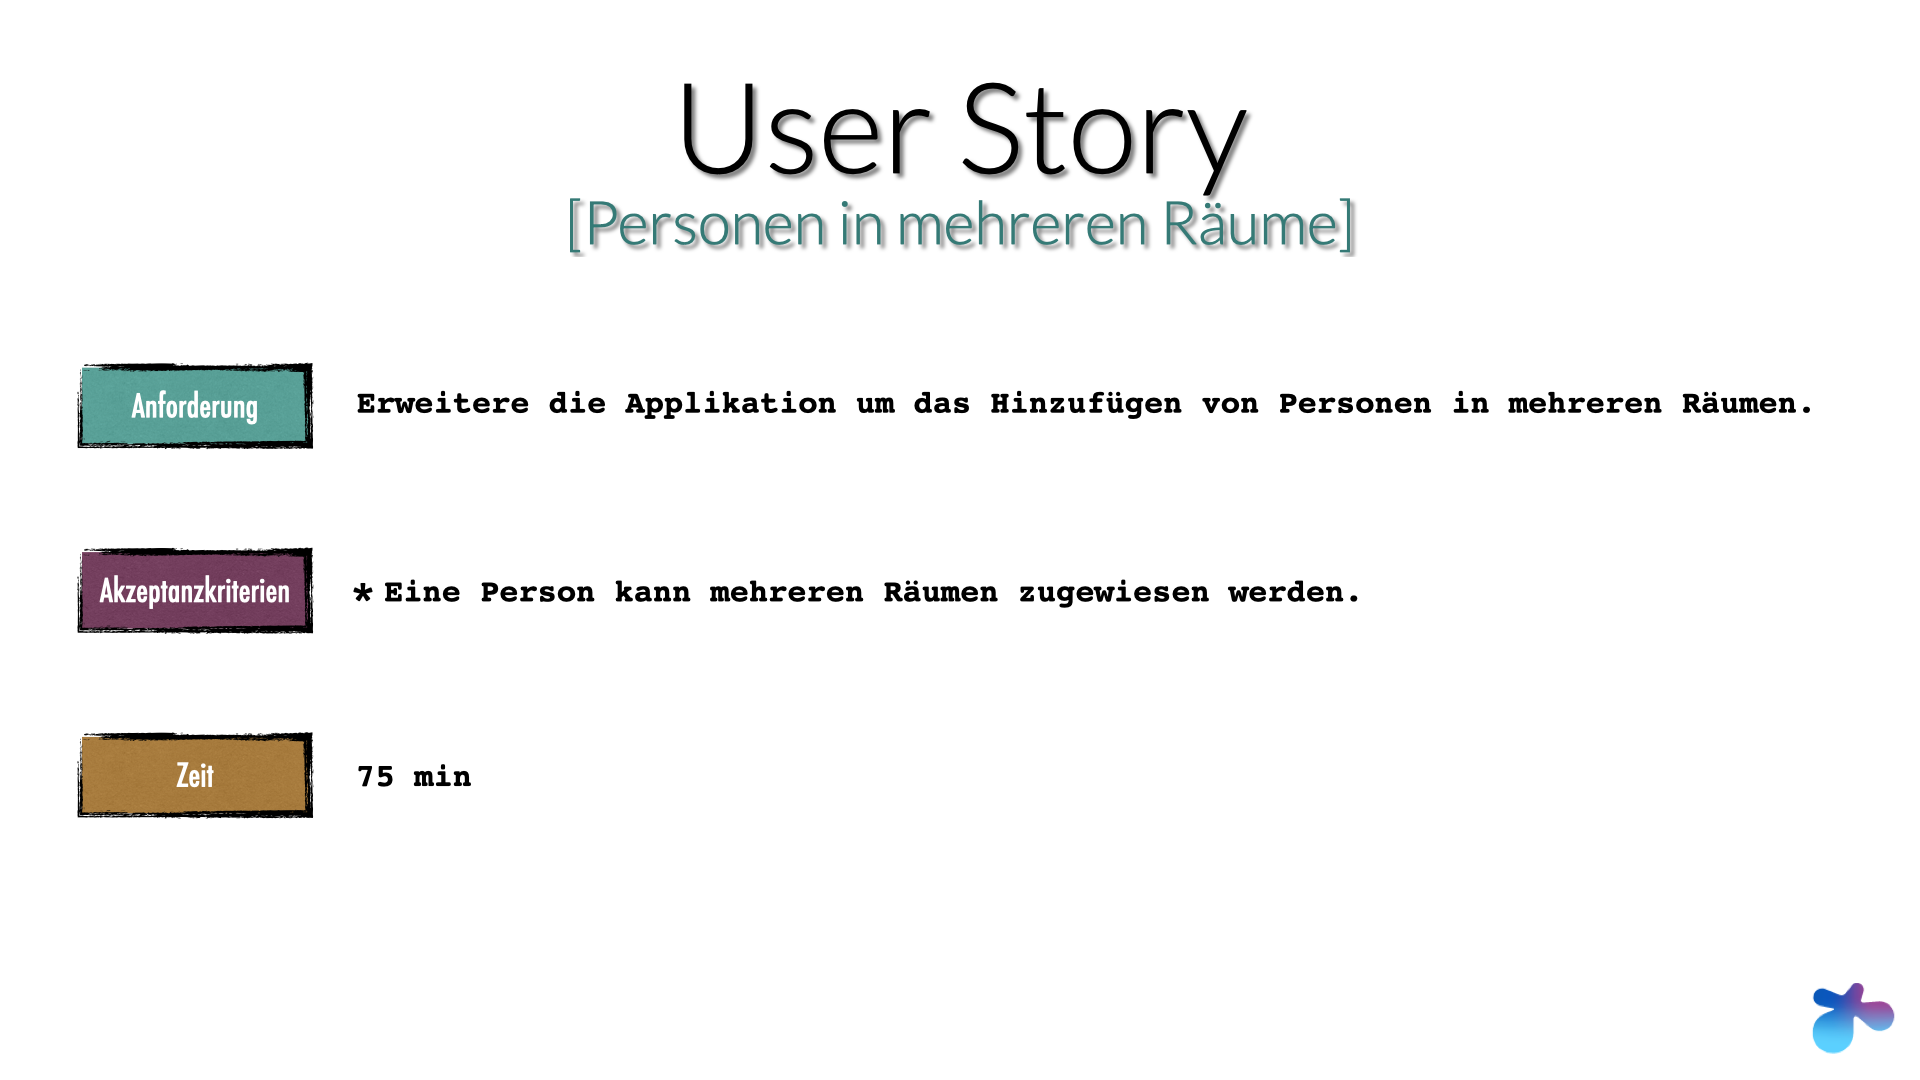 User Story
[Personen in mehreren Räume]
Anforderung
Erweitere die Applikation um das Hinzufügen von Personen in mehreren Räumen.
Akzeptanzkriterien
* Eine Person kann mehreren Räumen zugewiesen werden.
Zeit
75 min